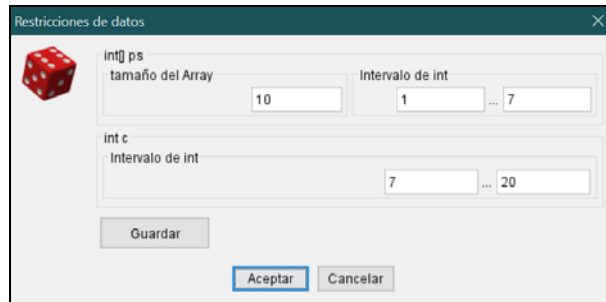 Restricciones de datos
int[] ps
tamaño del Array
10
Intervalo de int
1 ... 7
int c
Intervalo de int
7 ... 20
Guardar
Aceptar Cancelar